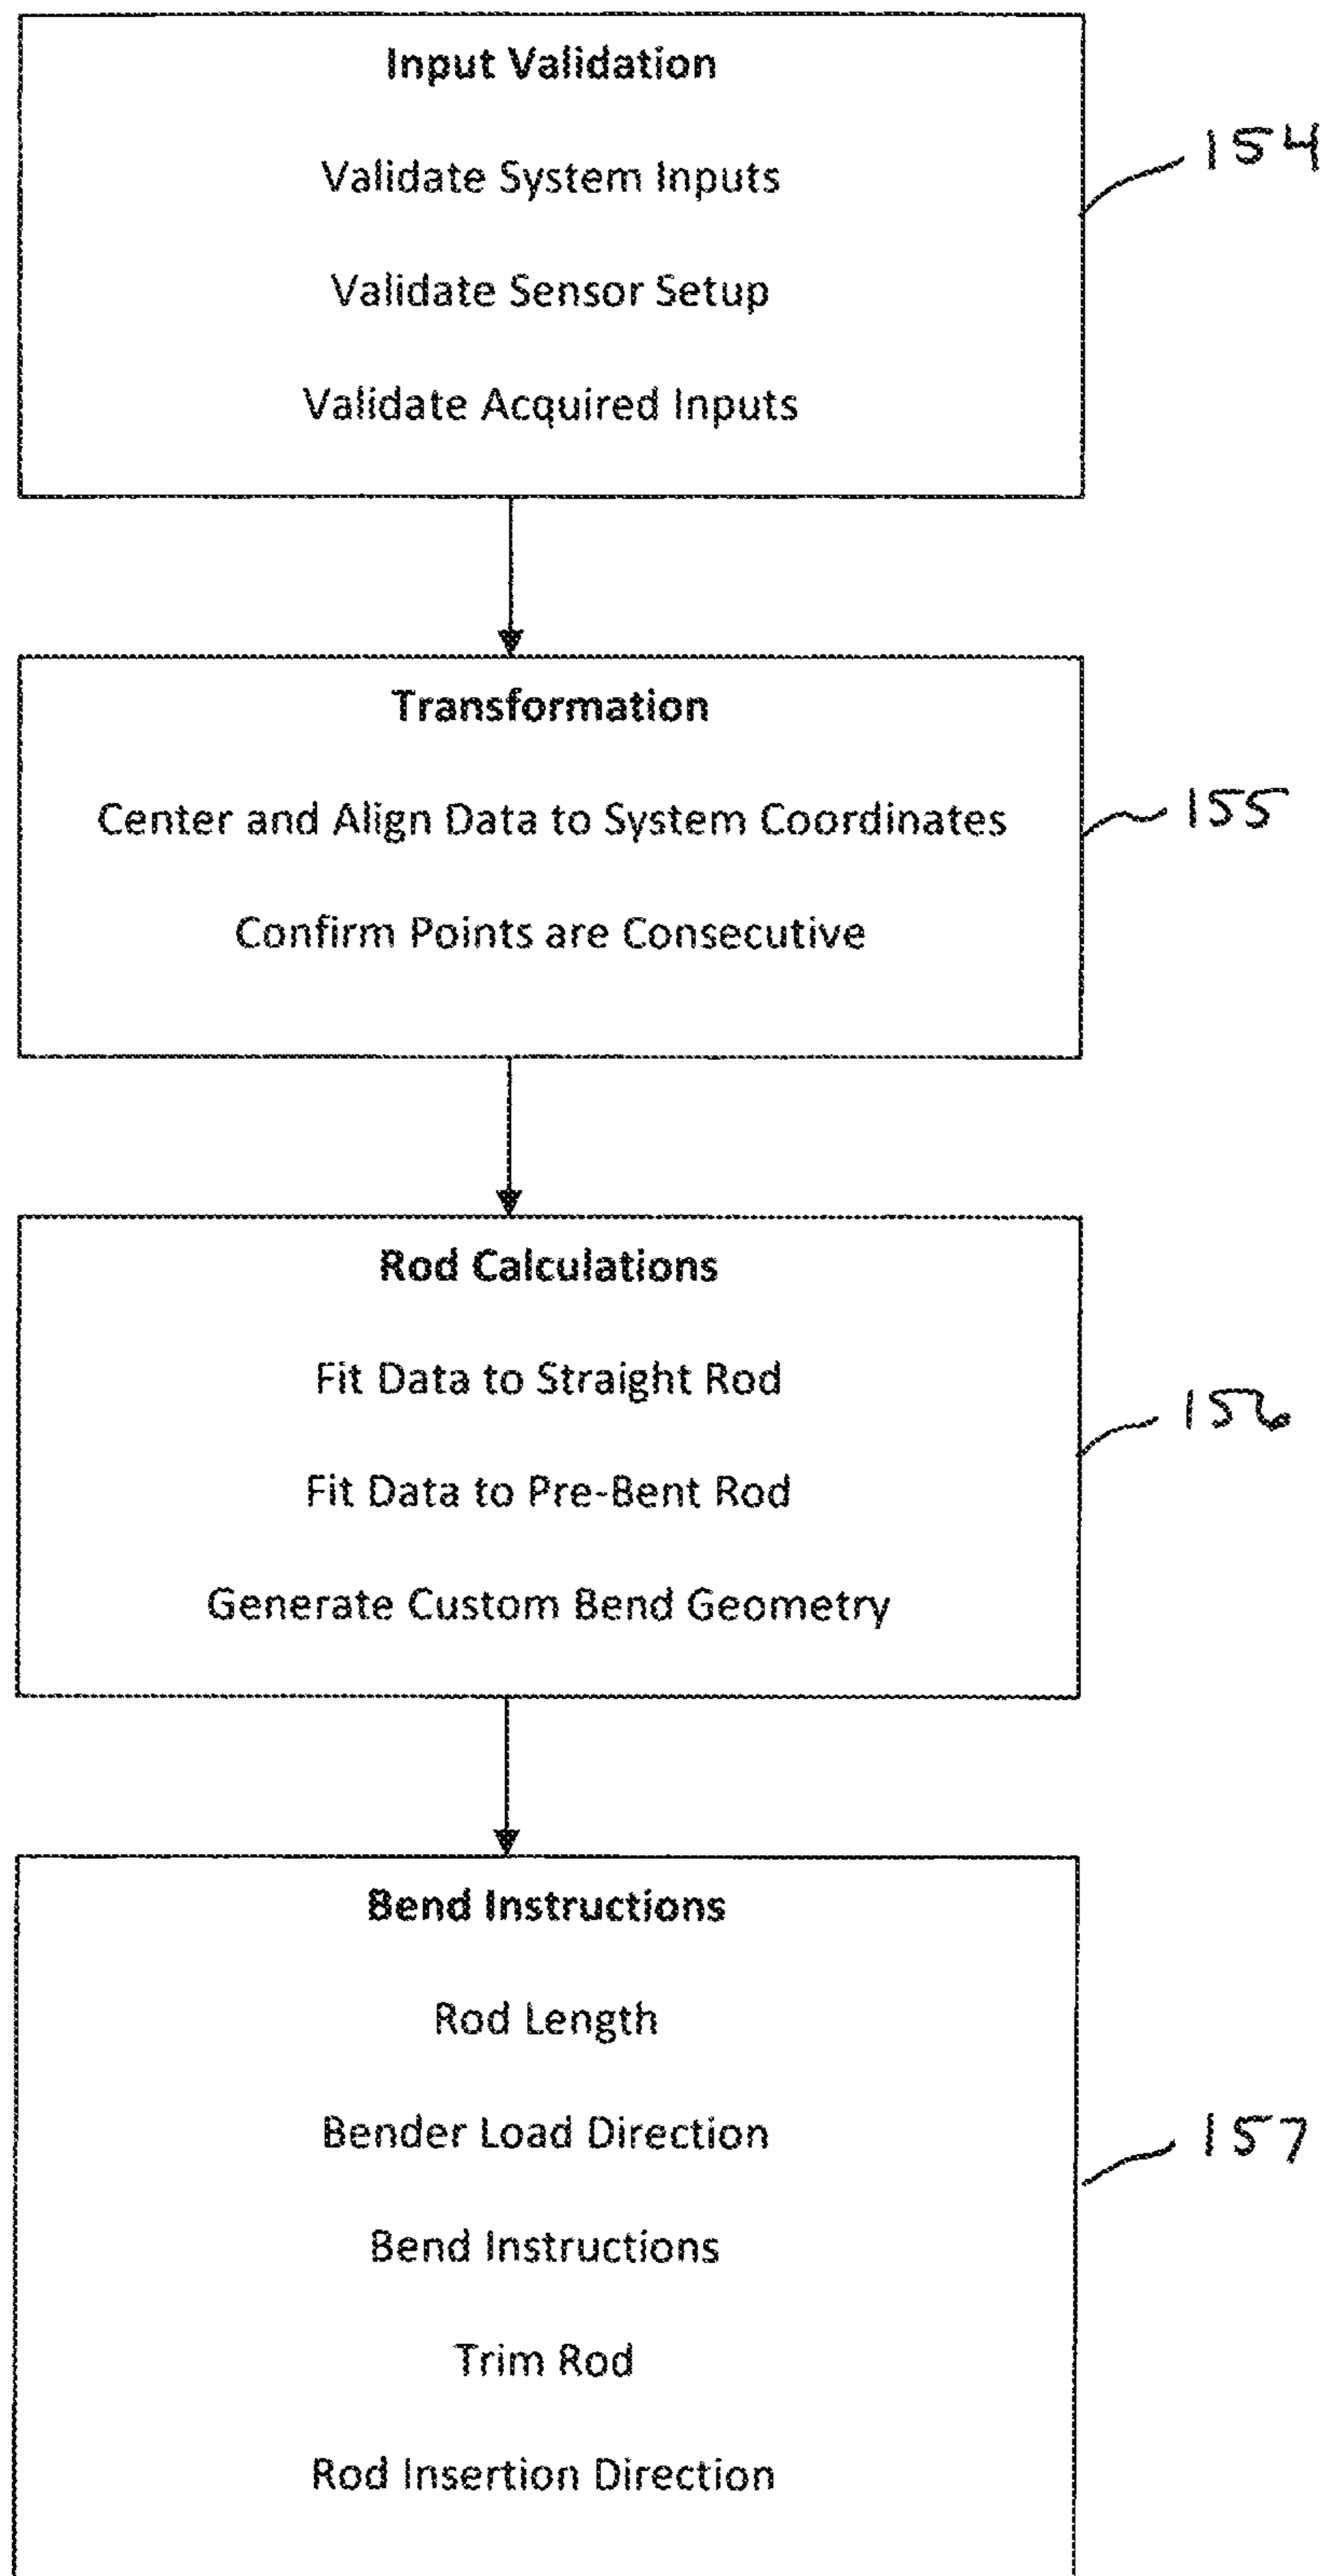 Input Validation
Validate System Inputs
154
Validate Sensor Setup
Validate Acquired Inputs
Transformation
Center and Align Data to System Coordinates
155
Confirm Points are Consecutive
Rod Calculations
Fit Data to Straight Rod
156
Fit Data to Pre-Bent Rod
Generate Custom Bend Geometry
Bend Instructions
Rod Length
Bender Load Direction
157
Bend Instructions
Trim Rod
Rod Insertion Direction